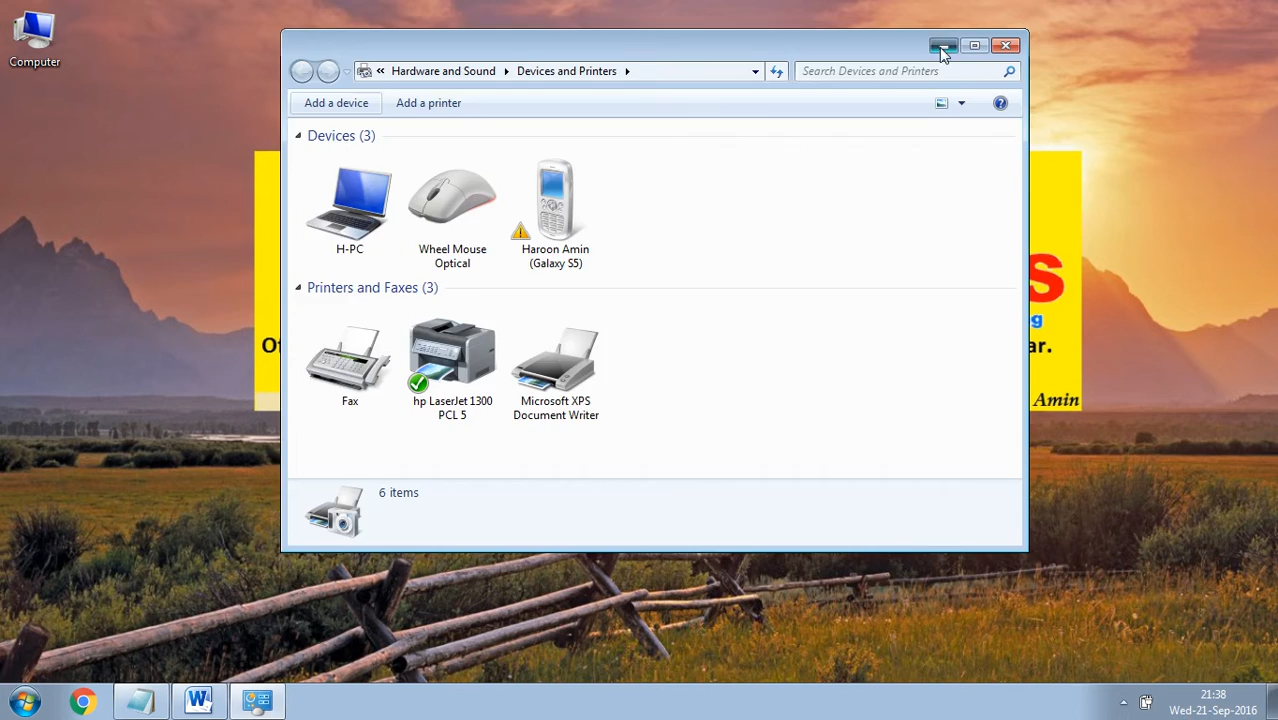 Computer
Hardware and Sound
Devices and Printers
Search Devices and Printers
Add a device
Add a printer
Devices (3)
H-PC
Wheel Mouse
Optical
Haroon Amin
(Galaxy S5)
Printers and Faxes (3)
Fax
hp LaserJet 1300
PCL 5
Microsoft XPS
Document Writer
6 items
Amin
21:38
Wed-21-Sep-2016